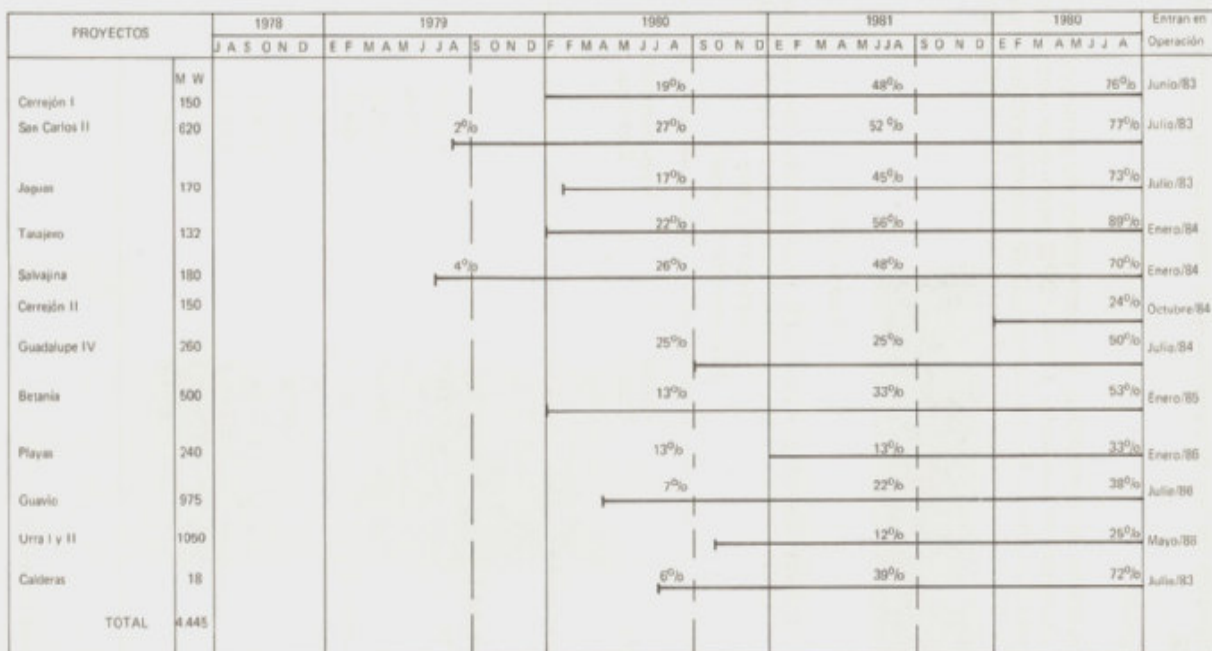 PROYECTOS 1978 1979 1980 1981 1980 Entran en
J A S O N D E F M A M J J A S O N D F F M A M J J A S O N D E F M A M J J A S O N D E F M A M J J A Operación
M W
Cerrejón I 150 19% 48% 76% Junio/83
San Carlos II 620 2% 27% 52% 77% Julio/83
Jaguas 170 17% 45% 73% Julio/83
Tasajero 132 22% 56% 89% Enero/84
Salvajina 180 4% 26% 48% 70% Enero/84
Cerrejón II 150 24% Octubre/84
Guadalupe IV 260 25% 25% 50% Julio/84
Betania 500 13% 33% 53% Enero/85
Playas 240 13% 13% 33% Enero/86
Guavio 975 7% 22% 38% Julio/86
Urra I y II 1050 12% 25% Mayo/88
Calderas 18 6% 39% 72% Julio/83
TOTAL 4.445